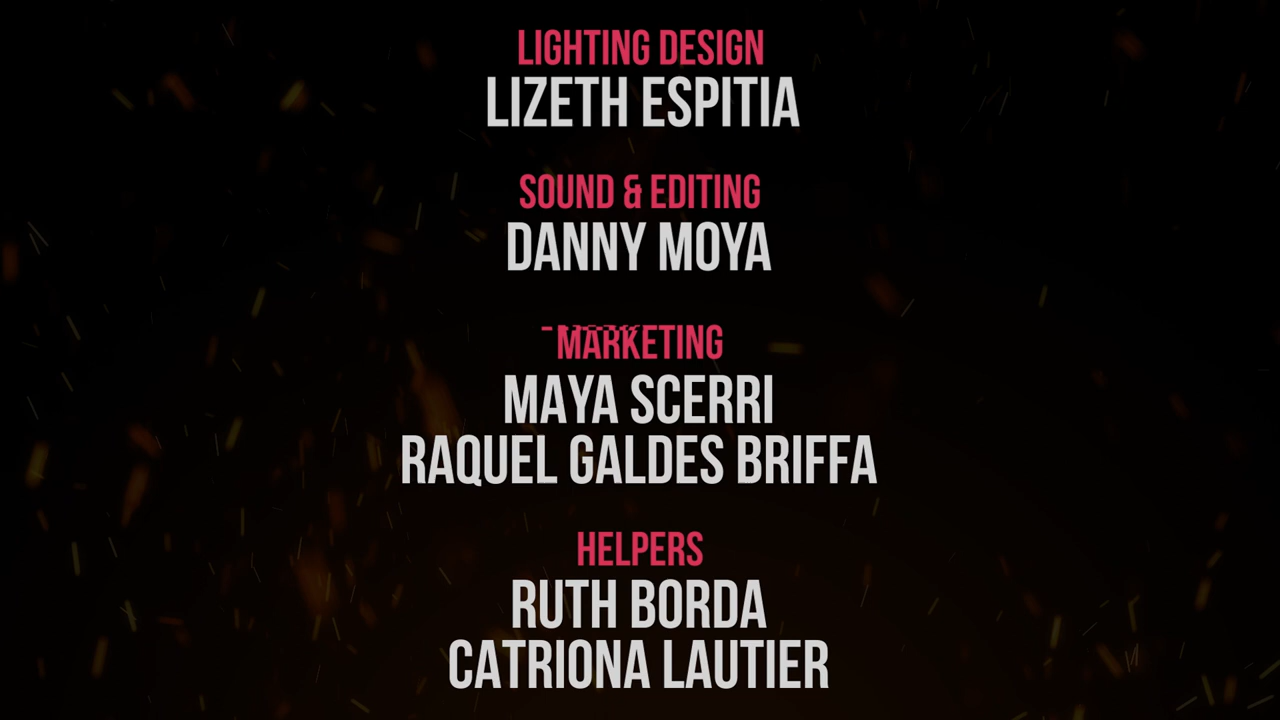 LIGHTING DESIGN
LIZETH ESPITIA
SOUND & EDITING
DANNY MOYA
MARKETING
MAYA SCERRI
RAQUEL GALDES BRIFFA
HELPERS
RUTH BORDA
CATRIONA LAUTIER